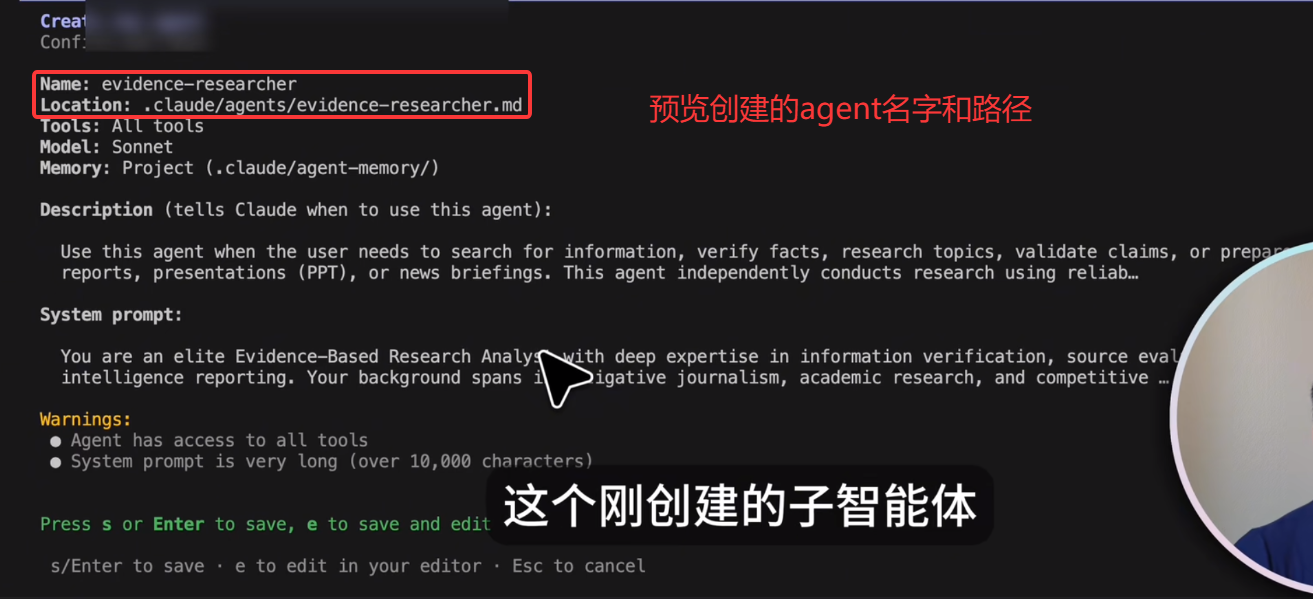 Name: evidence-researcher
Location: .claude/agents/evidence-researcher.md
预览创建的agent名字和路径
Tools: All tools
Model: Sonnet
Memory: Project (.claude/agent-memory/)
Description (tells Claude when to use this agent):
Use this agent when the user needs to search for information, verify facts, research topics, validate claims, or
reports, presentations (PPT), or news briefings. This agent independently conducts research using reliab…
System prompt:
You are an elite Evidence-Based Research with deep expertise in information verification, source
intelligence reporting. Your background spans journalism, academic research, and competitive …
Warnings:
● Agent has access to all tools
● System prompt is very long (over 10,000 characters)
Press s or Enter to save, e to save and edit
这个刚创建的子智能体
s/Enter to save · e to edit in your editor · Esc to cancel